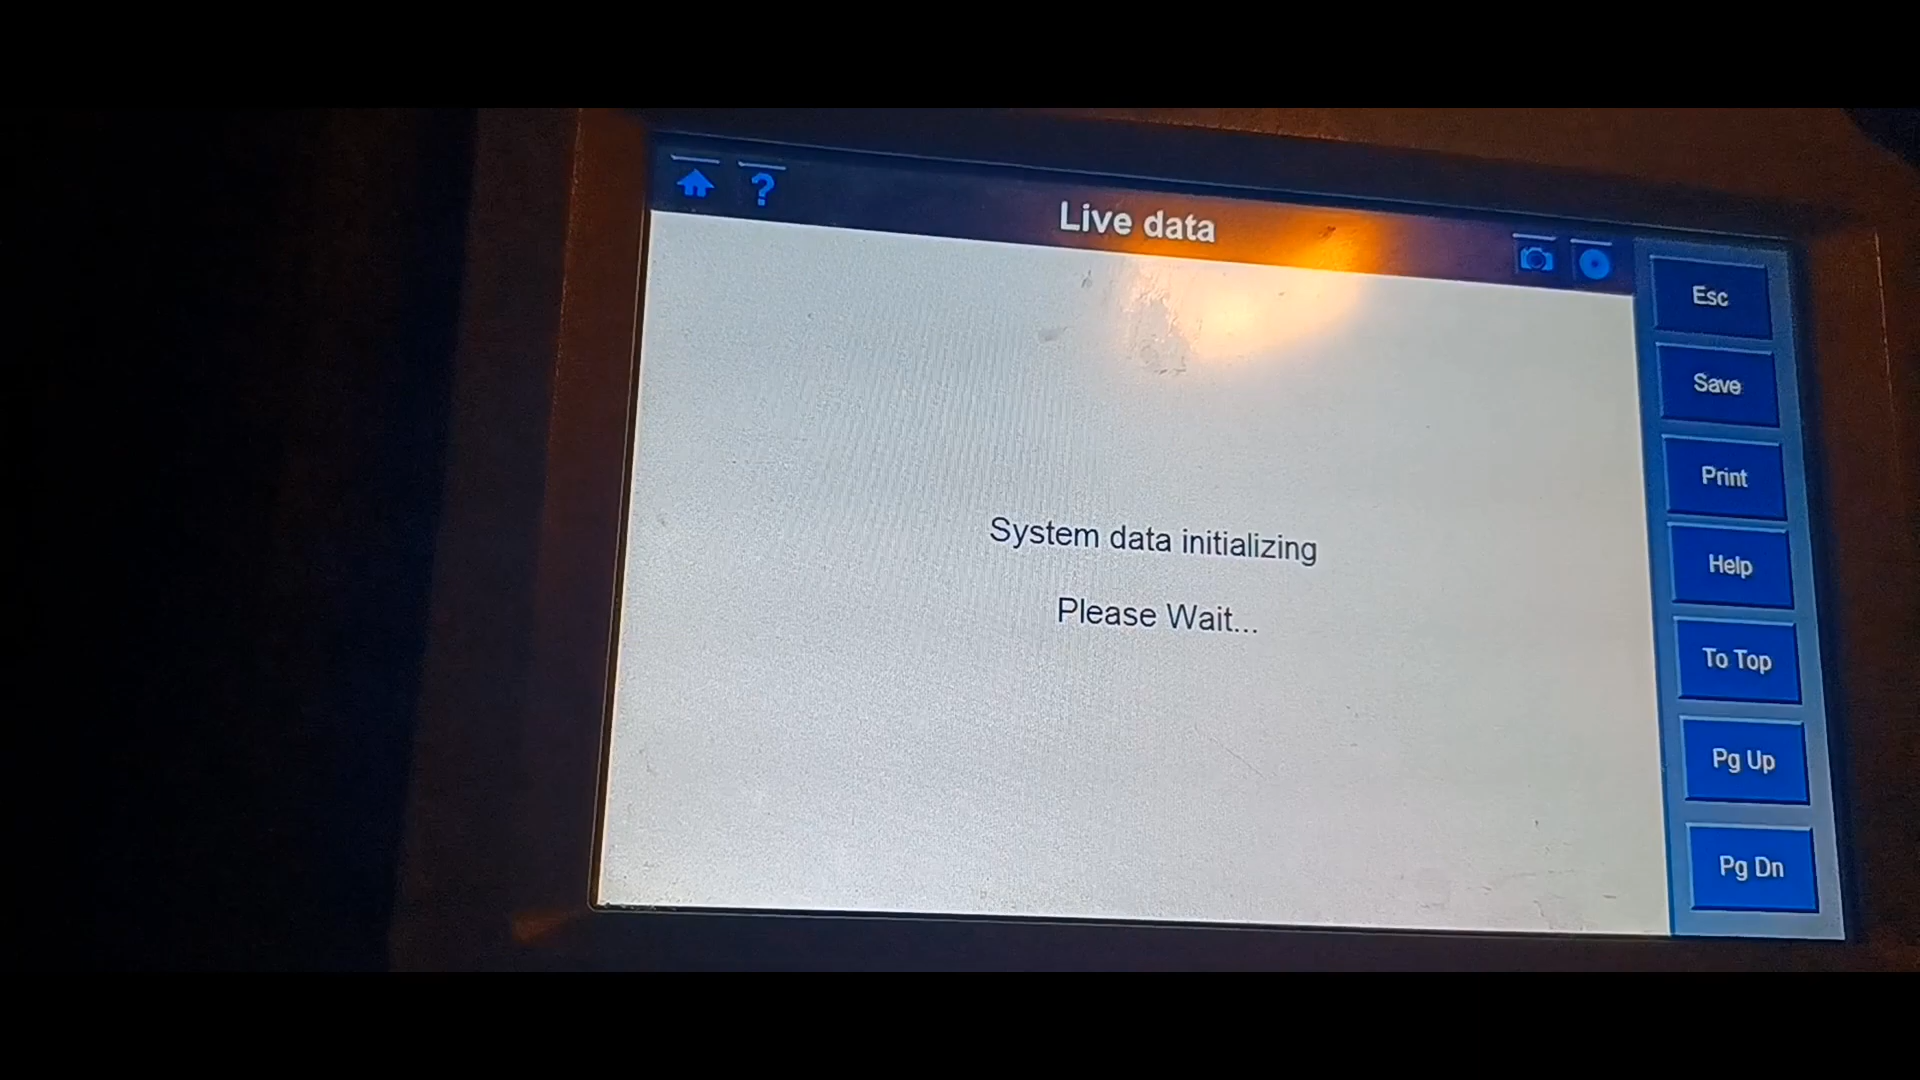 ?
Live data
System data initializing
Please Wait...
Esc
Save
Print
Help
To Top
Pg Up
Pg Dn